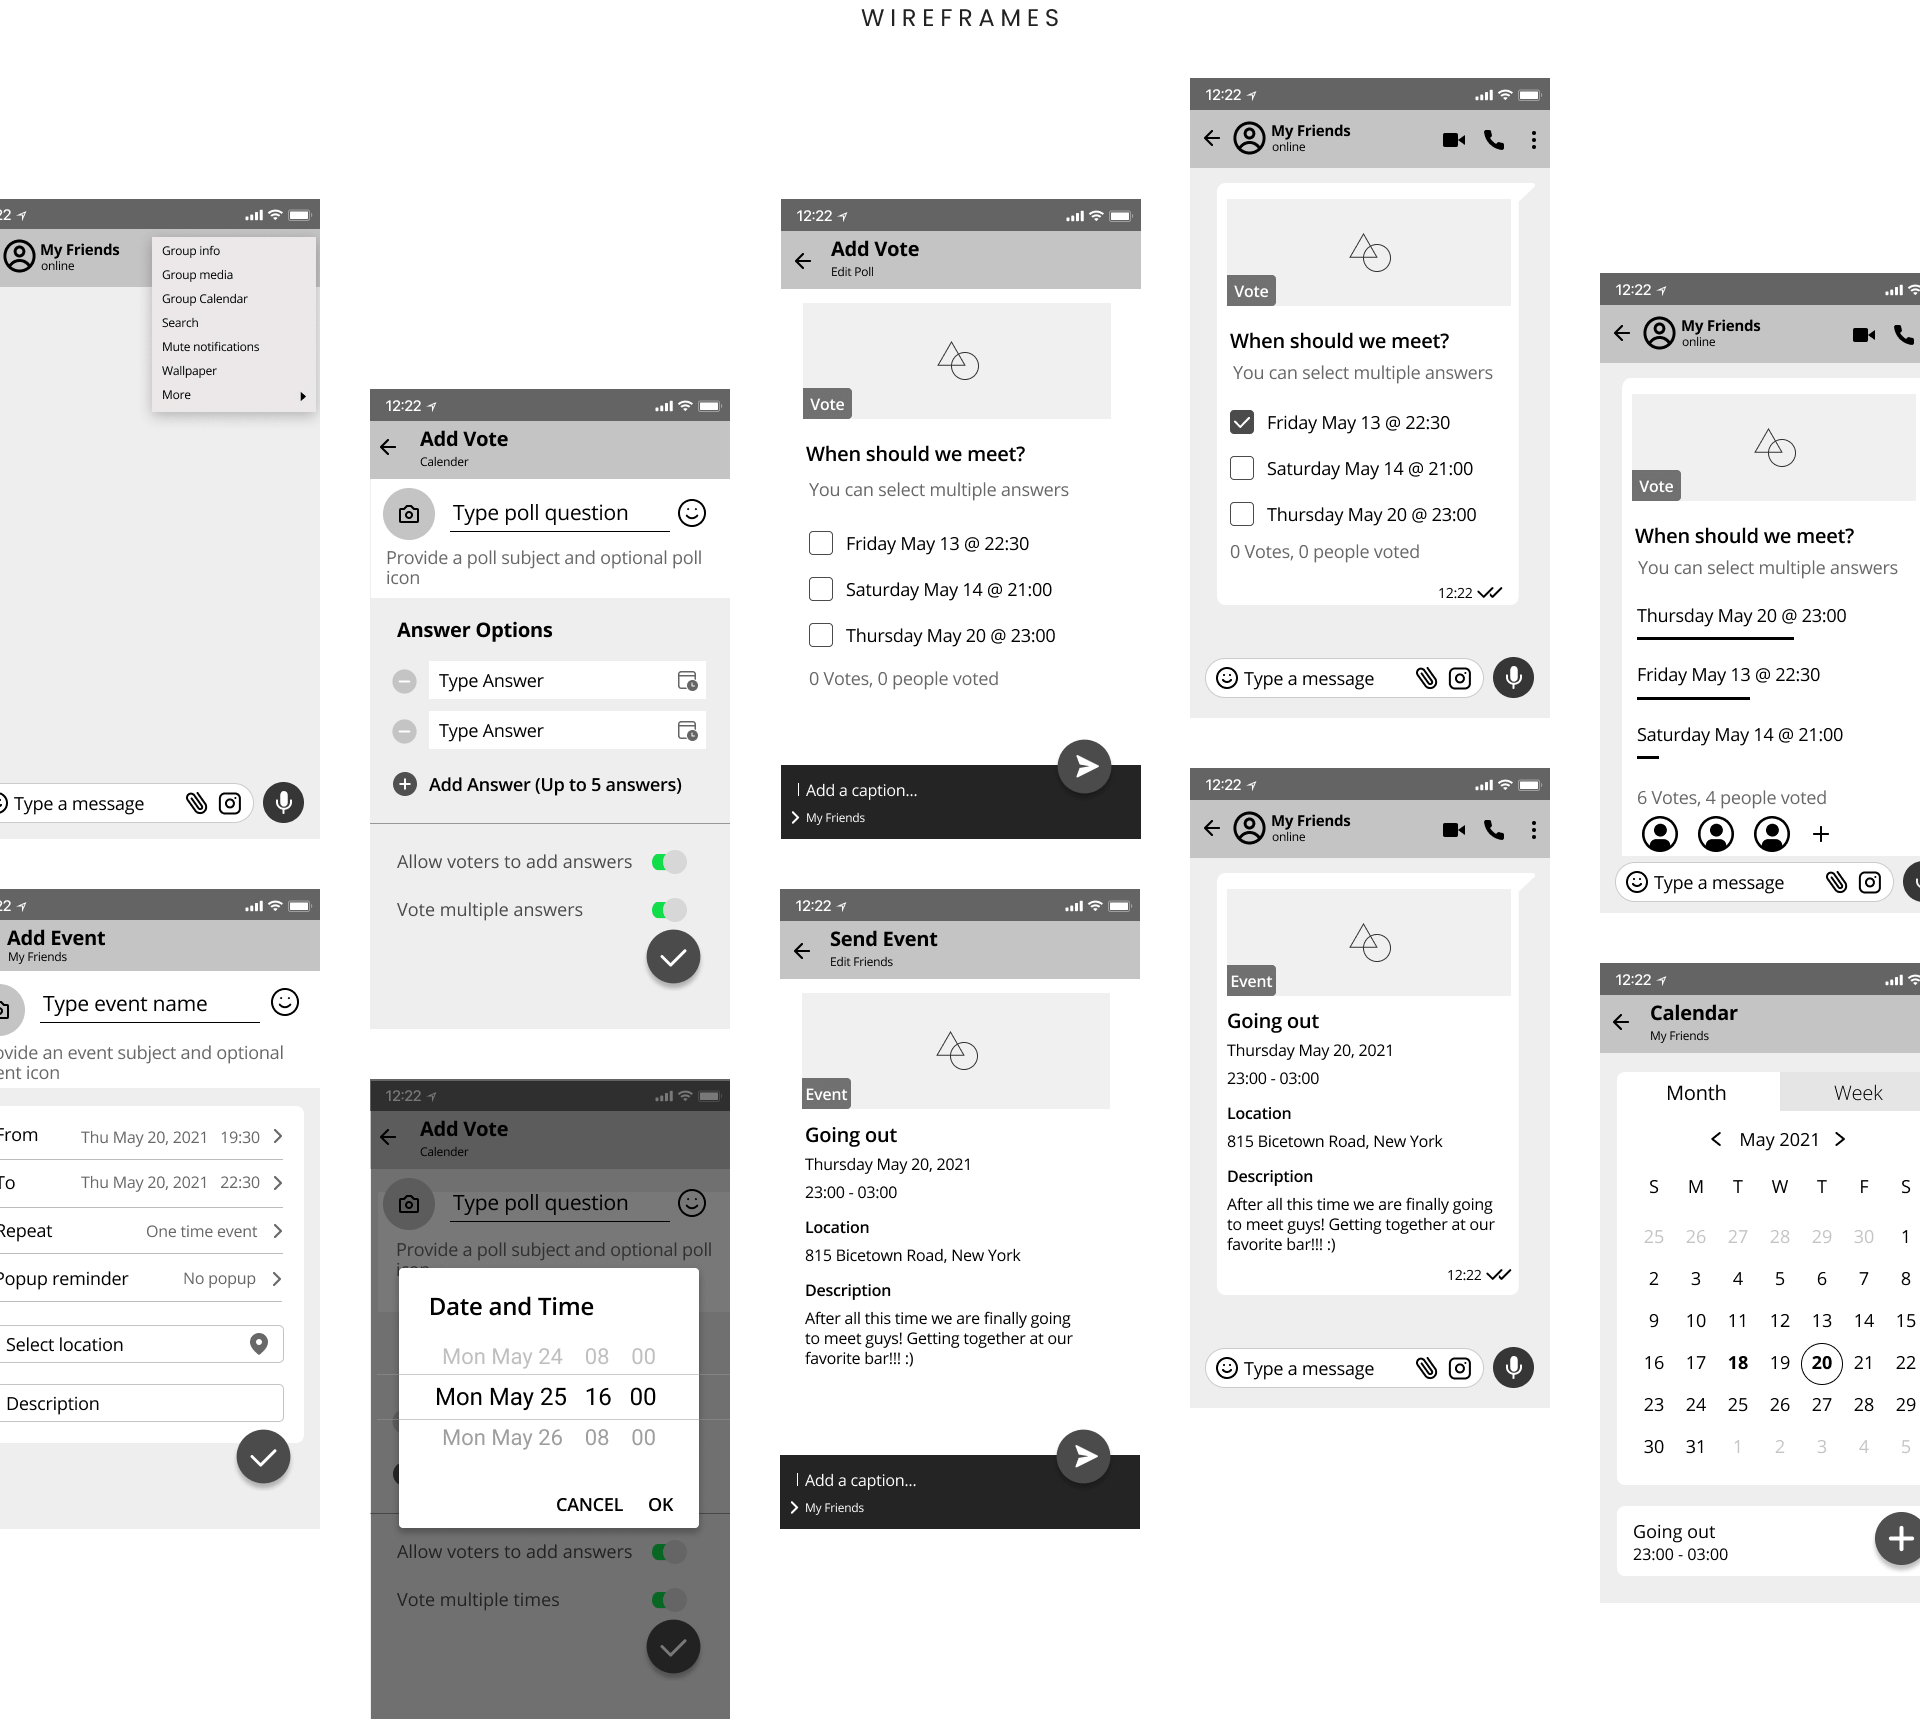 WIREFRAMES
22
My Friends
online
Group info
Group media
Group Calendar
Search
Mute notifications
Wallpaper
More
Type a message
22
Add Event
My Friends
Type event name
ovide an event subject and optional
ent icon
From
Thu May 20, 2021 19:30
To
Thu May 20, 2021 22:30
Repeat
One time event
Popup reminder
No popup
Select location
Description
12:22
Add Vote
Calender
Type poll question
Provide a poll subject and optional poll
icon
Answer Options
Type Answer
Type Answer
Add Answer (Up to 5 answers)
Allow voters to add answers
Vote multiple answers
12:22
Add Vote
Calender
Type poll question
Provide a poll subject and optional poll
Date and Time
Mon May 24 08 00
Mon May 25 16 00
Mon May 26 08 00
CANCEL OK
Allow voters to add answers
Vote multiple times
12:22
Add Vote
Edit Poll
Vote
When should we meet?
You can select multiple answers
Friday May 13 @ 22:30
Saturday May 14 @ 21:00
Thursday May 20 @ 23:00
0 Votes, 0 people voted
Add a caption...
My Friends
12:22
Send Event
Edit Friends
Event
Going out
Thursday May 20, 2021
23:00 - 03:00
Location
815 Bicetown Road, New York
Description
After all this time we are finally going
to meet guys! Getting together at our
favorite bar!!! :)
Add a caption...
My Friends
12:22
My Friends
online
Vote
When should we meet?
You can select multiple answers
Friday May 13 @ 22:30
Saturday May 14 @ 21:00
Thursday May 20 @ 23:00
0 Votes, 0 people voted
12:22
Type a message
12:22
My Friends
online
Event
Going out
Thursday May 20, 2021
23:00 - 03:00
Location
815 Bicetown Road, New York
Description
After all this time we are finally going
to meet guys! Getting together at our
favorite bar!!! :)
12:22
Type a message
12:22
My Friends
online
Vote
When should we meet?
You can select multiple answers
Thursday May 20 @ 23:00
Friday May 13 @ 22:30
Saturday May 14 @ 21:00
6 Votes, 4 people voted
Type a message
12:22
Calendar
My Friends
Month Week
May 2021
S M T W T F S
25 26 27 28 29 30 1
2 3 4 5 6 7 8
9 10 11 12 13 14 15
16 17 18 19 20 21 22
23 24 25 26 27 28 29
30 31 1 2 3 4 5
Going out
23:00 - 03:00